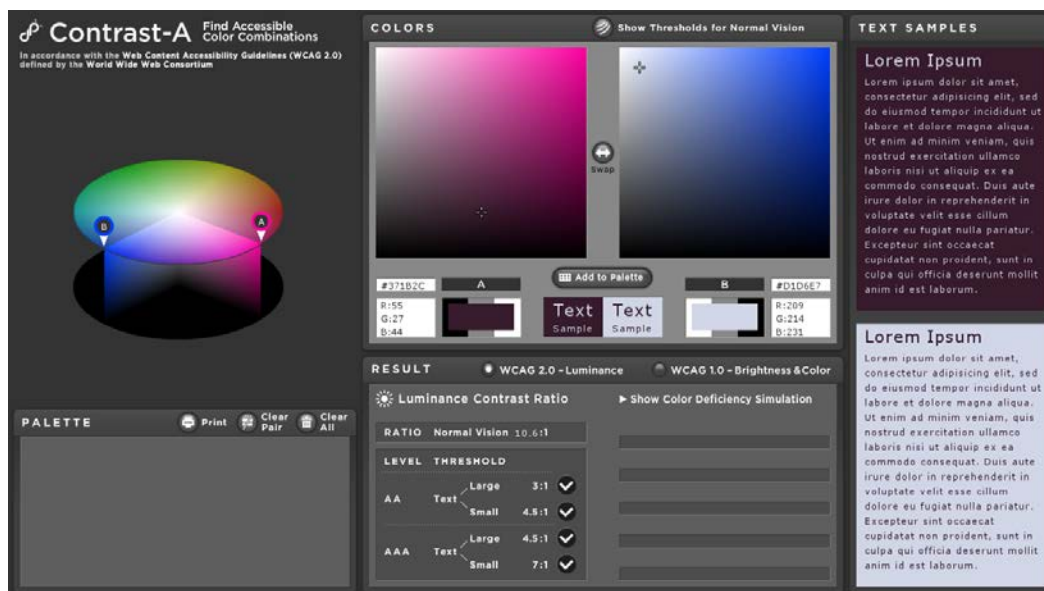 Contrast-A
Find Accessible
Color Combinations
In accordance with the Web Content Accessibility Guidelines (WCAG 2.0)
defined by the World Wide Web Consortium
B
A
PALETTE
Print
Clear
Pair
Clear
All
COLORS
Show Thresholds for Normal Vision
Swap
Add to Palette
#371B2C
A
B
#D1D6E7
R:55
G:27
B:44
Text
Sample
Text
Sample
R:209
G:214
B:231
RESULT
WCAG 2.0 - Luminance
WCAG 1.0 - Brightness & Color
Luminance Contrast Ratio
Show Color Deficiency Simulation
RATIO Normal Vision 10.6:1
LEVEL THRESHOLD
AA Text
Large 3:1
Small 4.5:1
AAA Text
Large 4.5:1
Small 7:1
TEXT SAMPLES
Lorem Ipsum
Lorem ipsum dolor sit amet,
consectetur adipisicing elit, sed
do eiusmod tempor incididunt ut
labore et dolore magna aliqua.
Ut enim ad minim veniam, quis
nostrud exercitation ullamco
laboris nisi ut aliquip ex ea
commodo consequat. Duis aute
irure dolor in reprehenderit in
voluptate velit esse cillum
dolore eu fugiat nulla pariatur.
Excepteur sint occaecat
cupidatat non proident, sunt in
culpa qui officia deserunt mollit
anim id est laborum.
Lorem Ipsum
Lorem ipsum dolor sit amet,
consectetur adipisicing elit, sed
do eiusmod tempor incididunt ut
labore et dolore magna aliqua.
Ut enim ad minim veniam, quis
nostrud exercitation ullamco
laboris nisi ut aliquip ex ea
commodo consequat. Duis aute
irure dolor in reprehenderit in
voluptate velit esse cillum
dolore eu fugiat nulla pariatur.
Excepteur sint occaecat
cupidatat non proident, sunt in
culpa qui officia deserunt mollit
anim id est laborum.